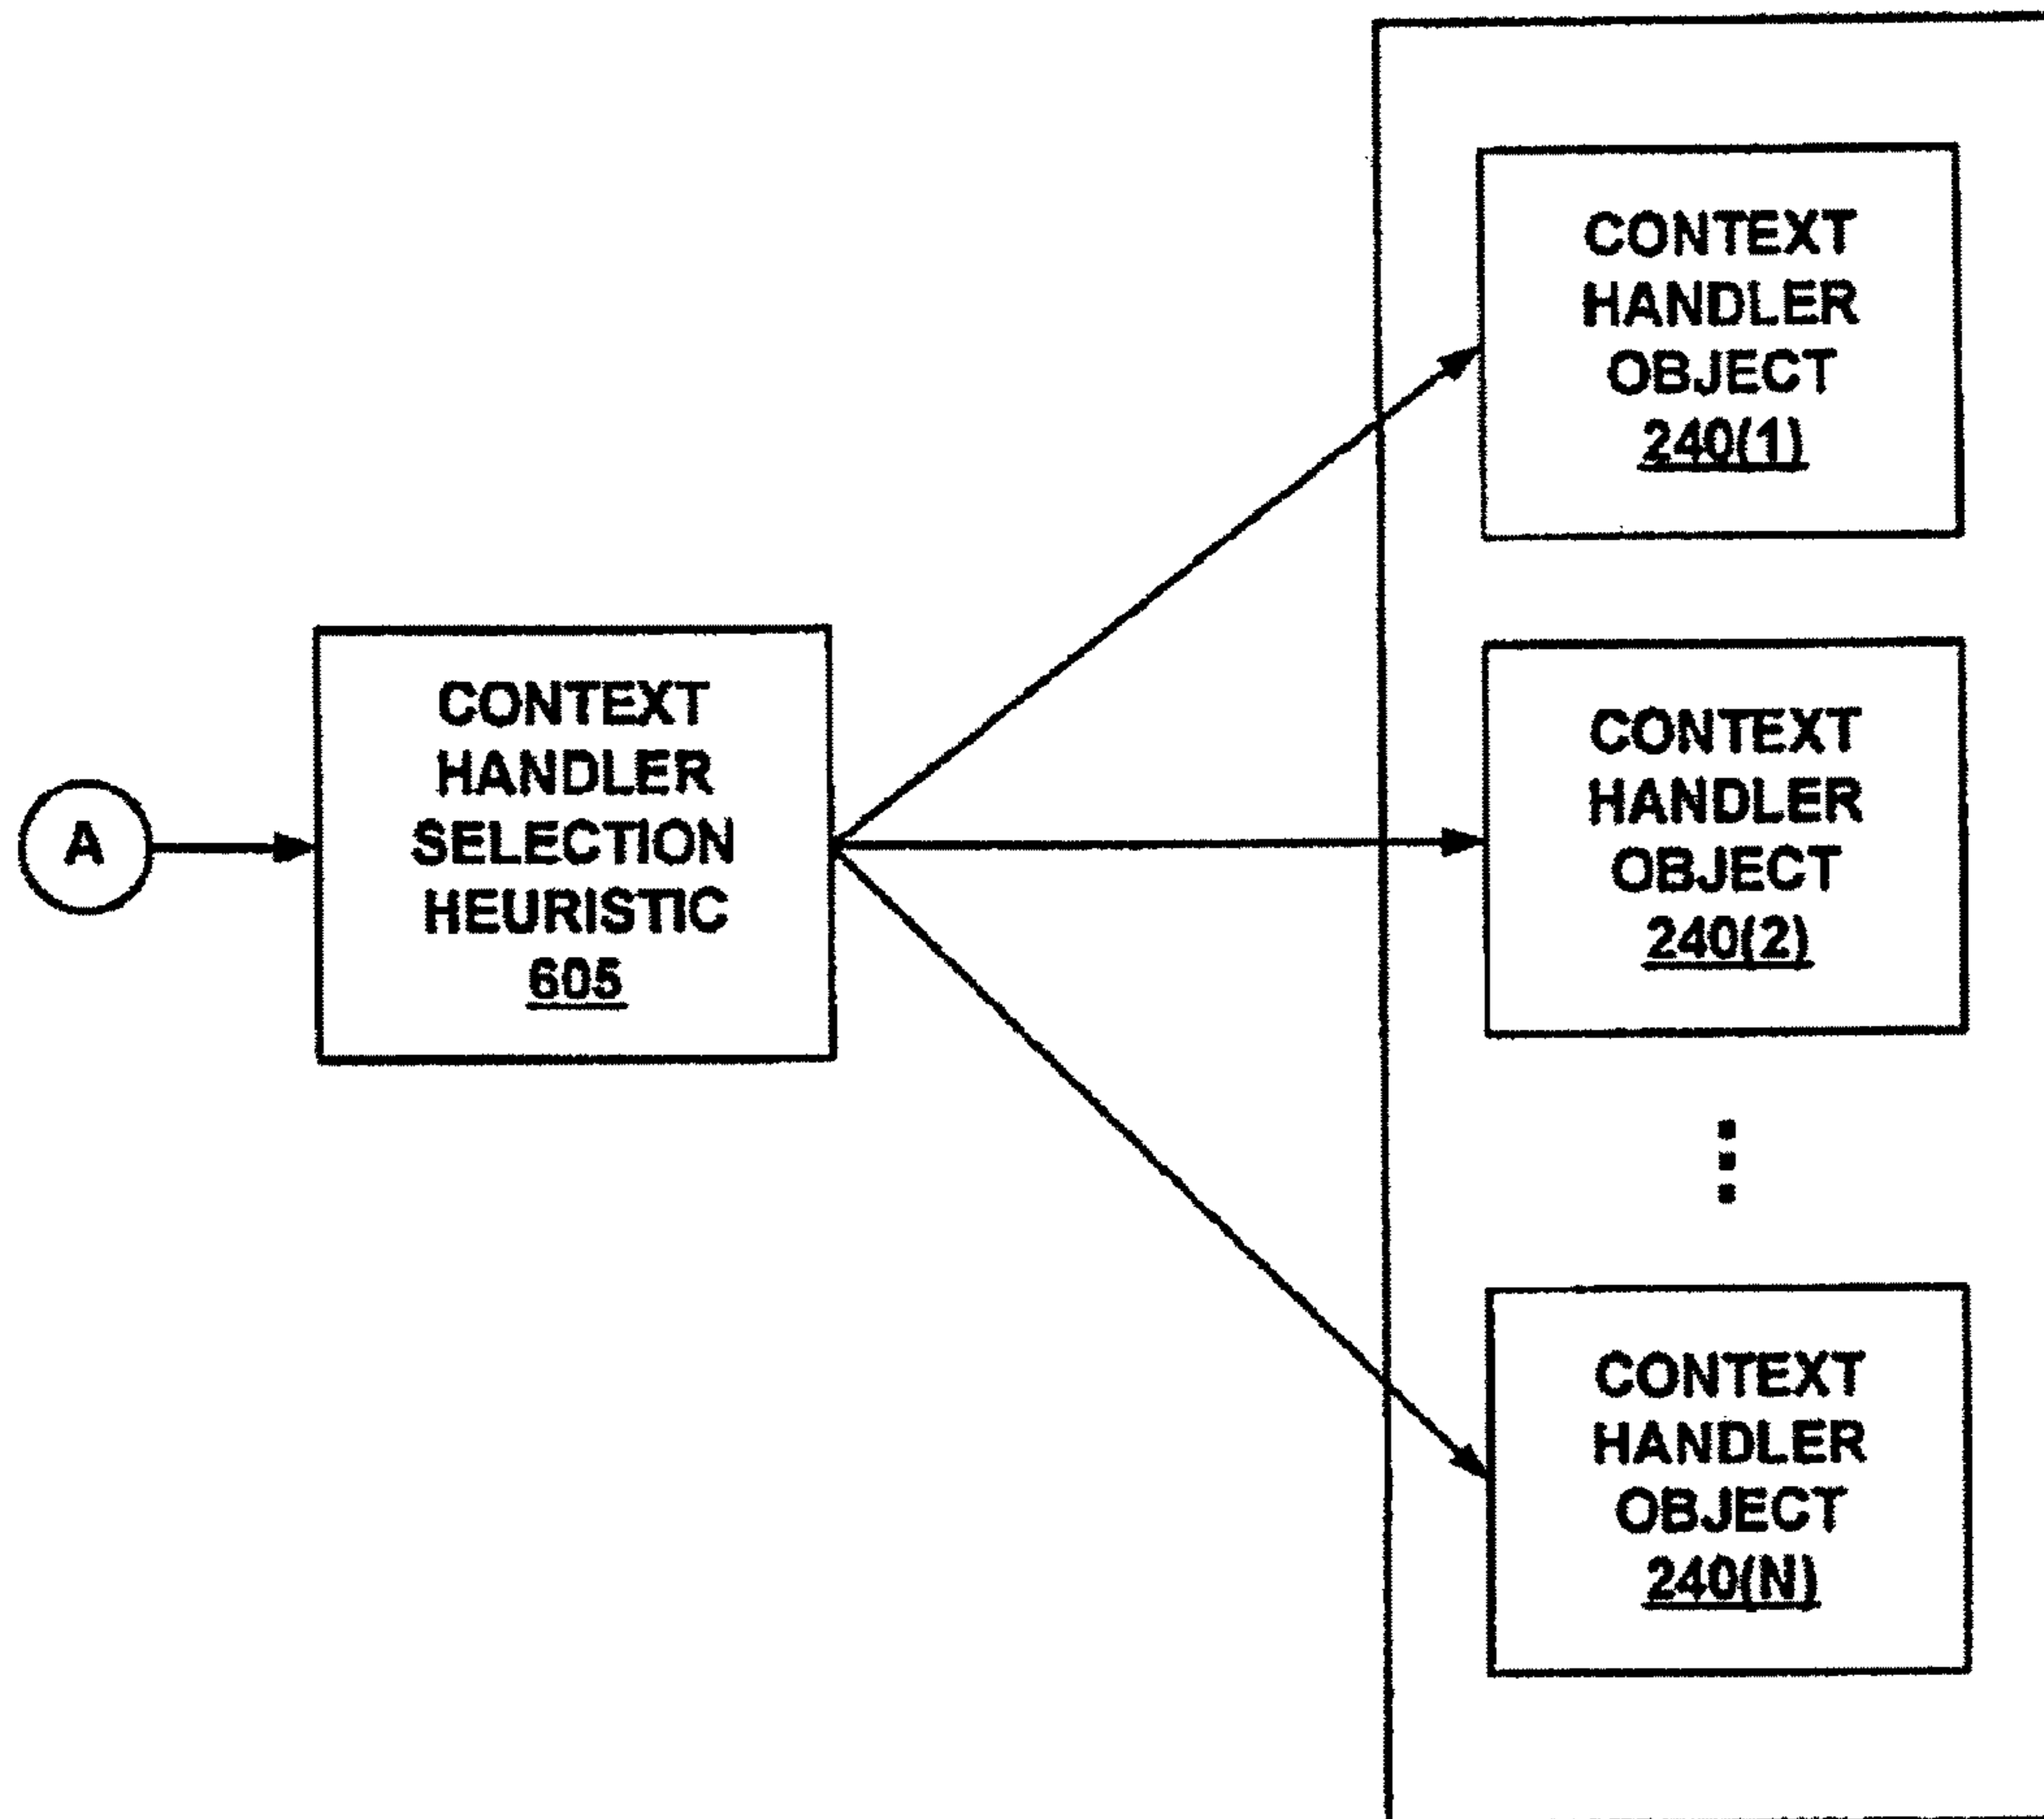 A
CONTEXT
HANDLER
SELECTION
HEURISTIC
605
CONTEXT
HANDLER
OBJECT
240(1)
CONTEXT
HANDLER
OBJECT
240(2)
CONTEXT
HANDLER
OBJECT
240(N)